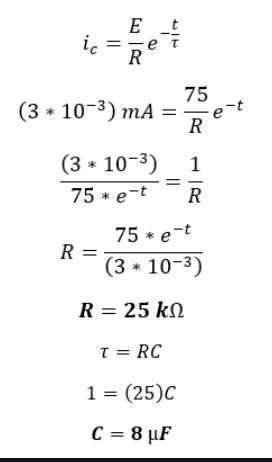 i_c = E/R e^(-t/τ)
(3 * 10^-3) mA = 75/R e^-t
(3 * 10^-3)/(75 * e^-t) = 1/R
R = (75 * e^-t)/(3 * 10^-3)
R = 25 kΩ
τ = RC
1 = (25)C
C = 8 μF